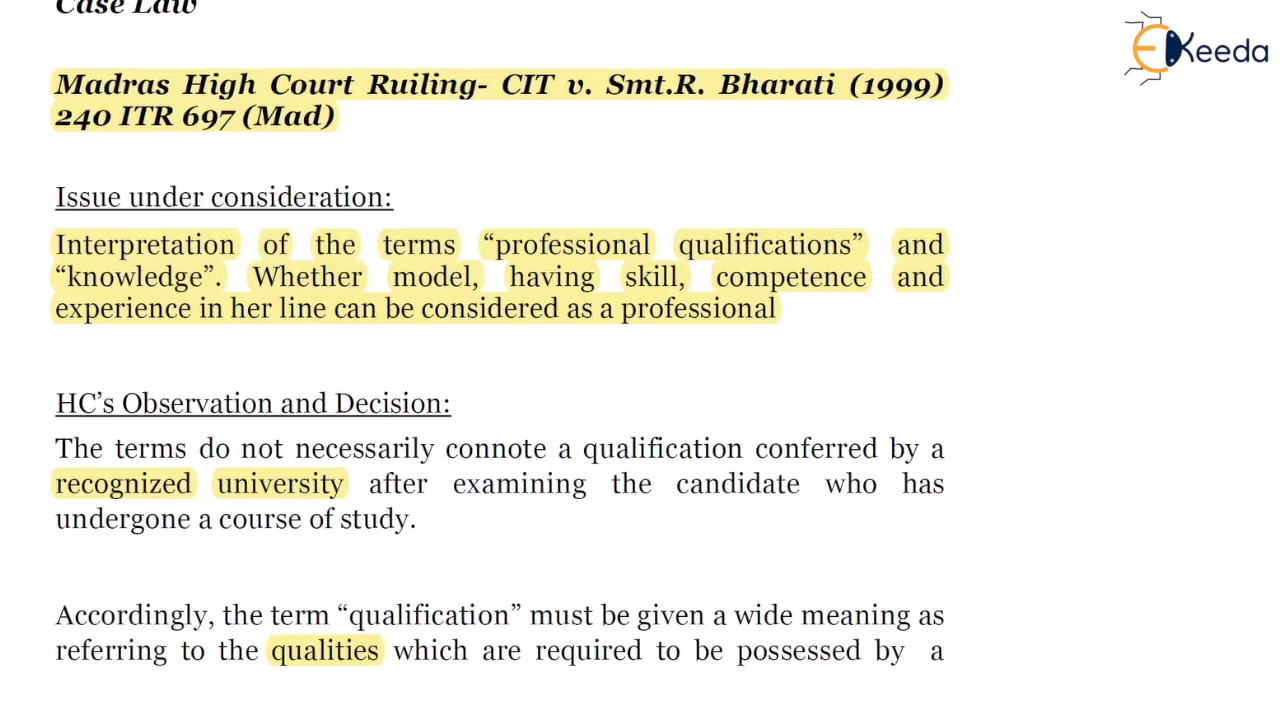 Case Law
EKeeda
Madras High Court Ruiling- CIT v. Smt.R. Bharati (1999)
240 ITR 697 (Mad)
Issue under consideration:
Interpretation of the terms “professional qualifications” and
“knowledge”. Whether model, having skill, competence and
experience in her line can be considered as a professional
HC’s Observation and Decision:
The terms do not necessarily connote a qualification conferred by a
recognized university after examining the candidate who has
undergone a course of study.
Accordingly, the term “qualification” must be given a wide meaning as
referring to the qualities which are required to be possessed by a